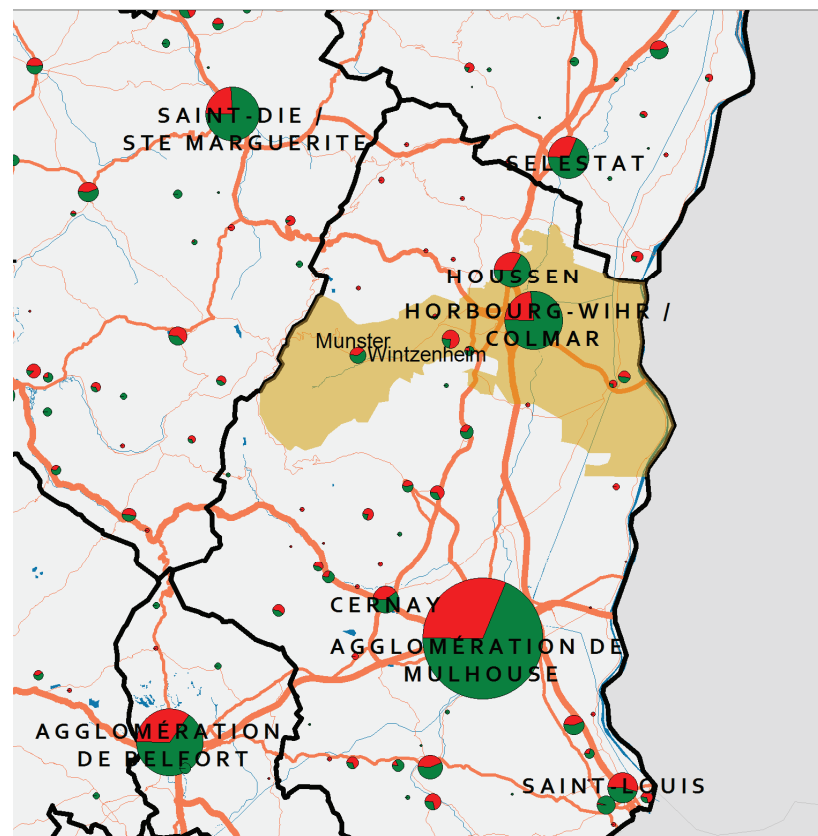 SAINT-DIE /
STE MARGUERITE
SELESTAT
HOUSSEN
HORBOURG-WIHR /
COLMAR
Munster
Wintzenheim
CERNAY
AGGLOMÉRATION DE
MULHOUSE
AGGLOMÉRATION
DE BELFORT
SAINT-LOUIS